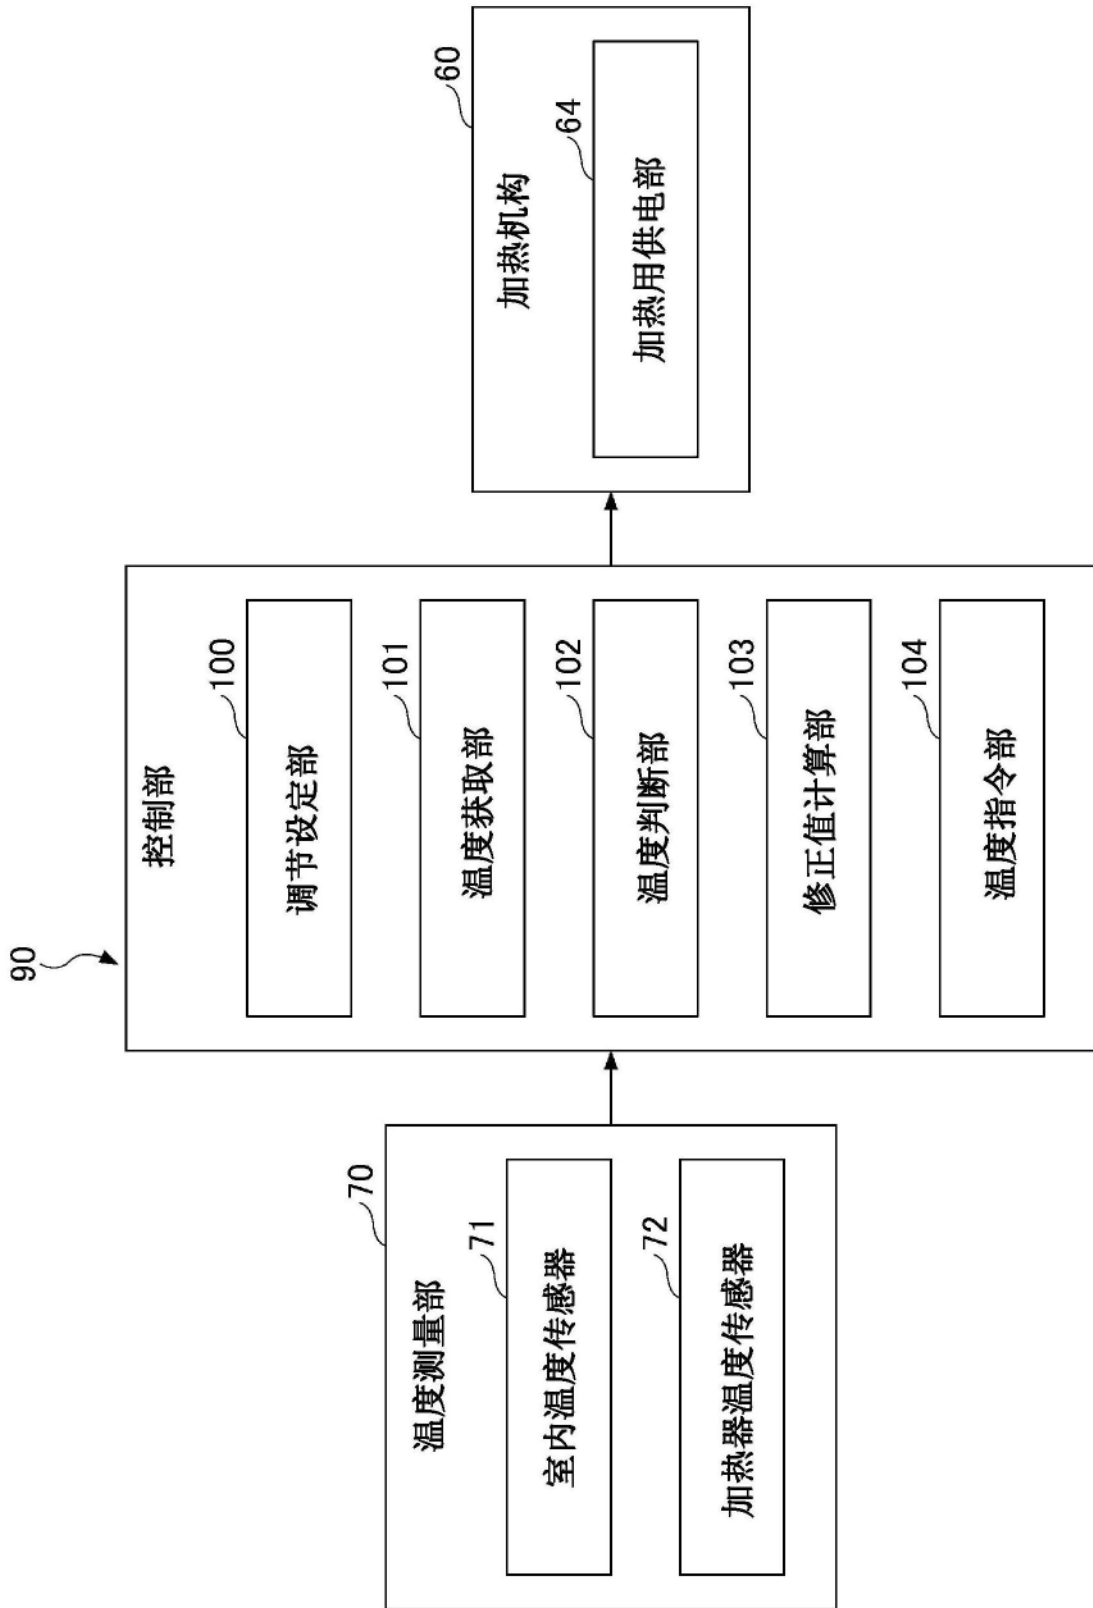 90
控制部
100
调节设定部
101
温度获取部
102
温度判断部
103
修正值计算部
104
温度指令部
70
温度测量部
71
室内温度传感器
72
加热器温度传感器
60
加热机构
64
加热用供电部